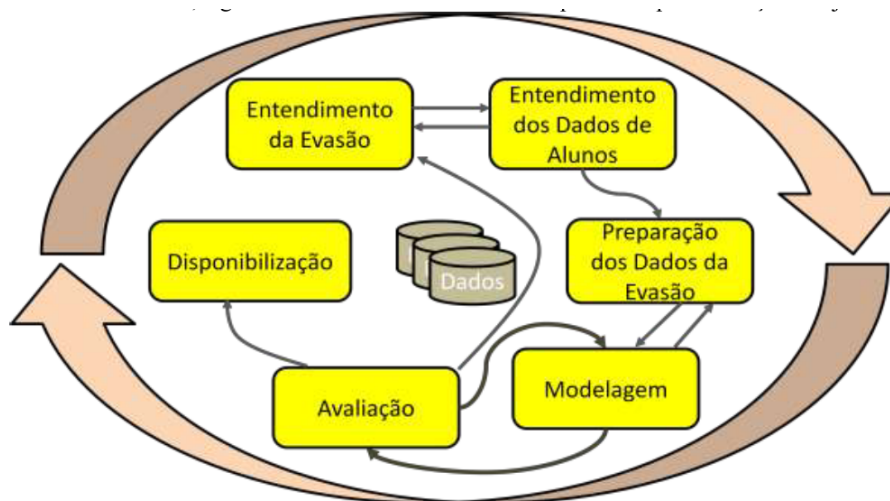 Entendimento
da Evasão
Entendimento
dos Dados de
Alunos
Disponibilização
Dados
Preparação
dos Dados da
Evasão
Avaliação
Modelagem